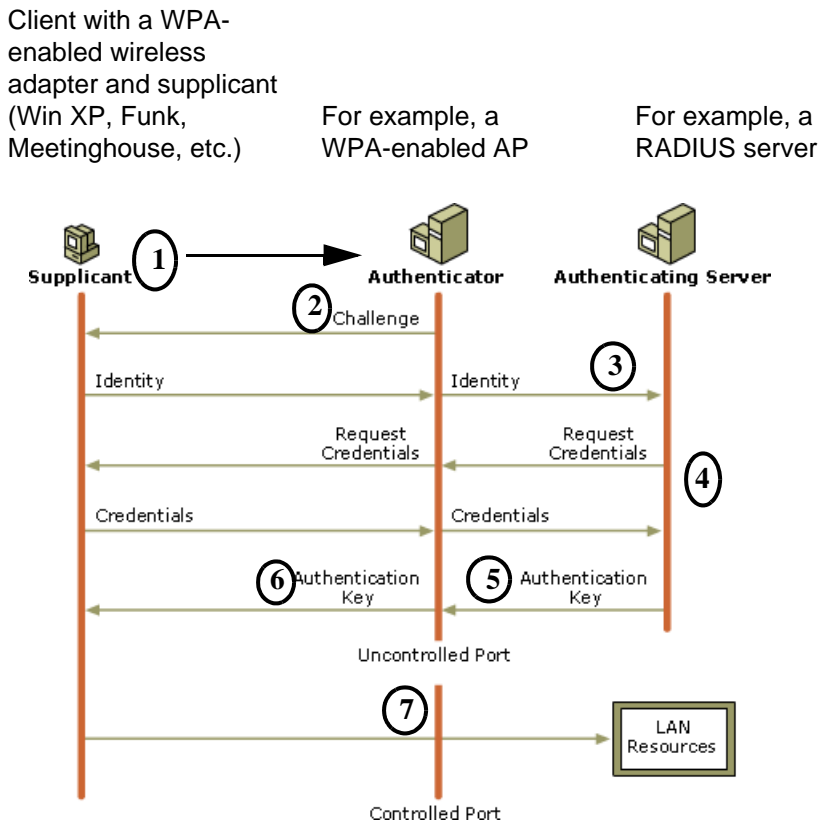 Client with a WPA-
enabled wireless
adapter and supplicant
(Win XP, Funk,
Meetinghouse, etc.)
For example, a
WPA-enabled AP
For example, a
RADIUS server
1
Supplicant
Authenticator
Authenticating Server
2
Challenge
Identity
Identity
3
Request
Credentials
Request
Credentials
4
Credentials
Credentials
6
Authentication
Key
5
Authentication
Key
Uncontrolled Port
7
LAN
Resources
Controlled Port